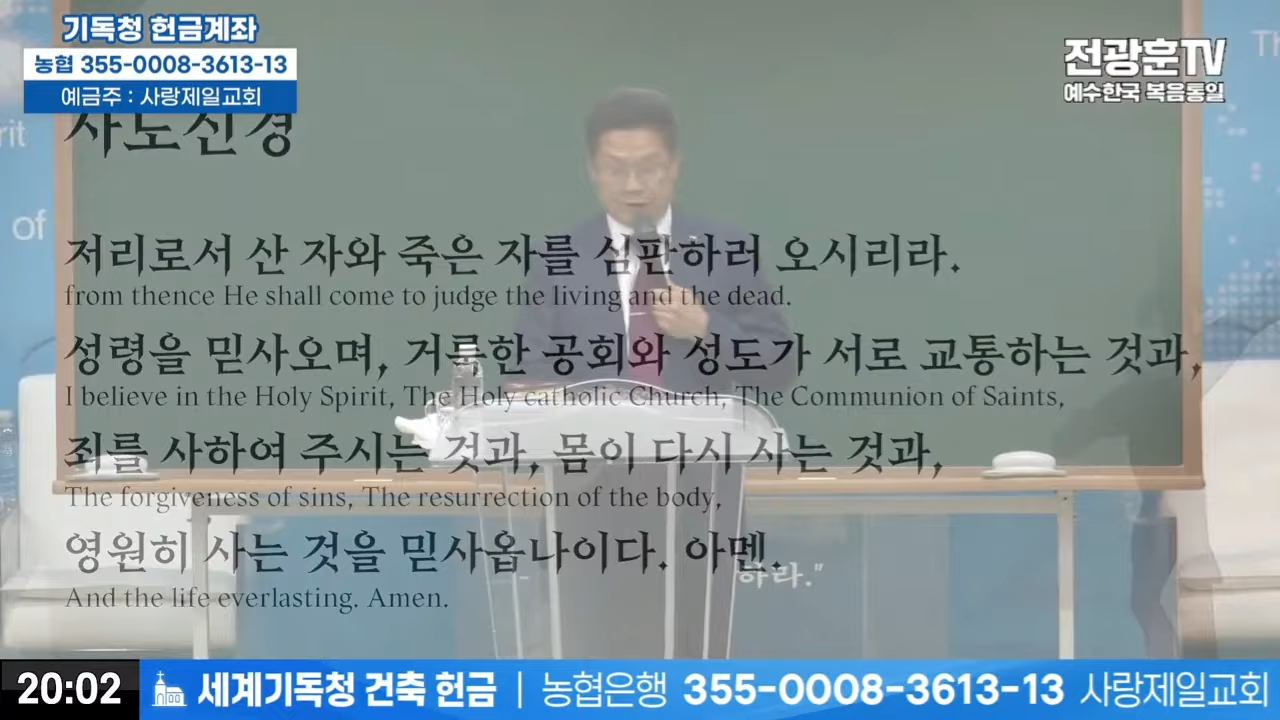 기독청 헌금계좌
농협 355-0008-3613-13
예금주 : 사랑제일교회
전광훈TV
예수한국 복음통일
Th
rit
of
사도신경
저리로서 산 자와 죽은 자를 심판하러 오시리라.
from thence He shall come to judge the living and the dead.
성령을 믿사오며, 거룩한 공회와 성도가 서로 교통하는 것과,
I believe in the Holy Spirit, The Holy catholic Church, The Communion of Saints,
죄를 사하여 주시는 것과, 몸이 다시 사는 것과,
The forgiveness of sins, The resurrection of the body,
영원히 사는 것을 믿사옵나이다. 아멘.
하라."
And the life everlasting. Amen.
20:02 세계기독청 건축 헌금 | 농협은행 355-0008-3613-13 사랑제일교회